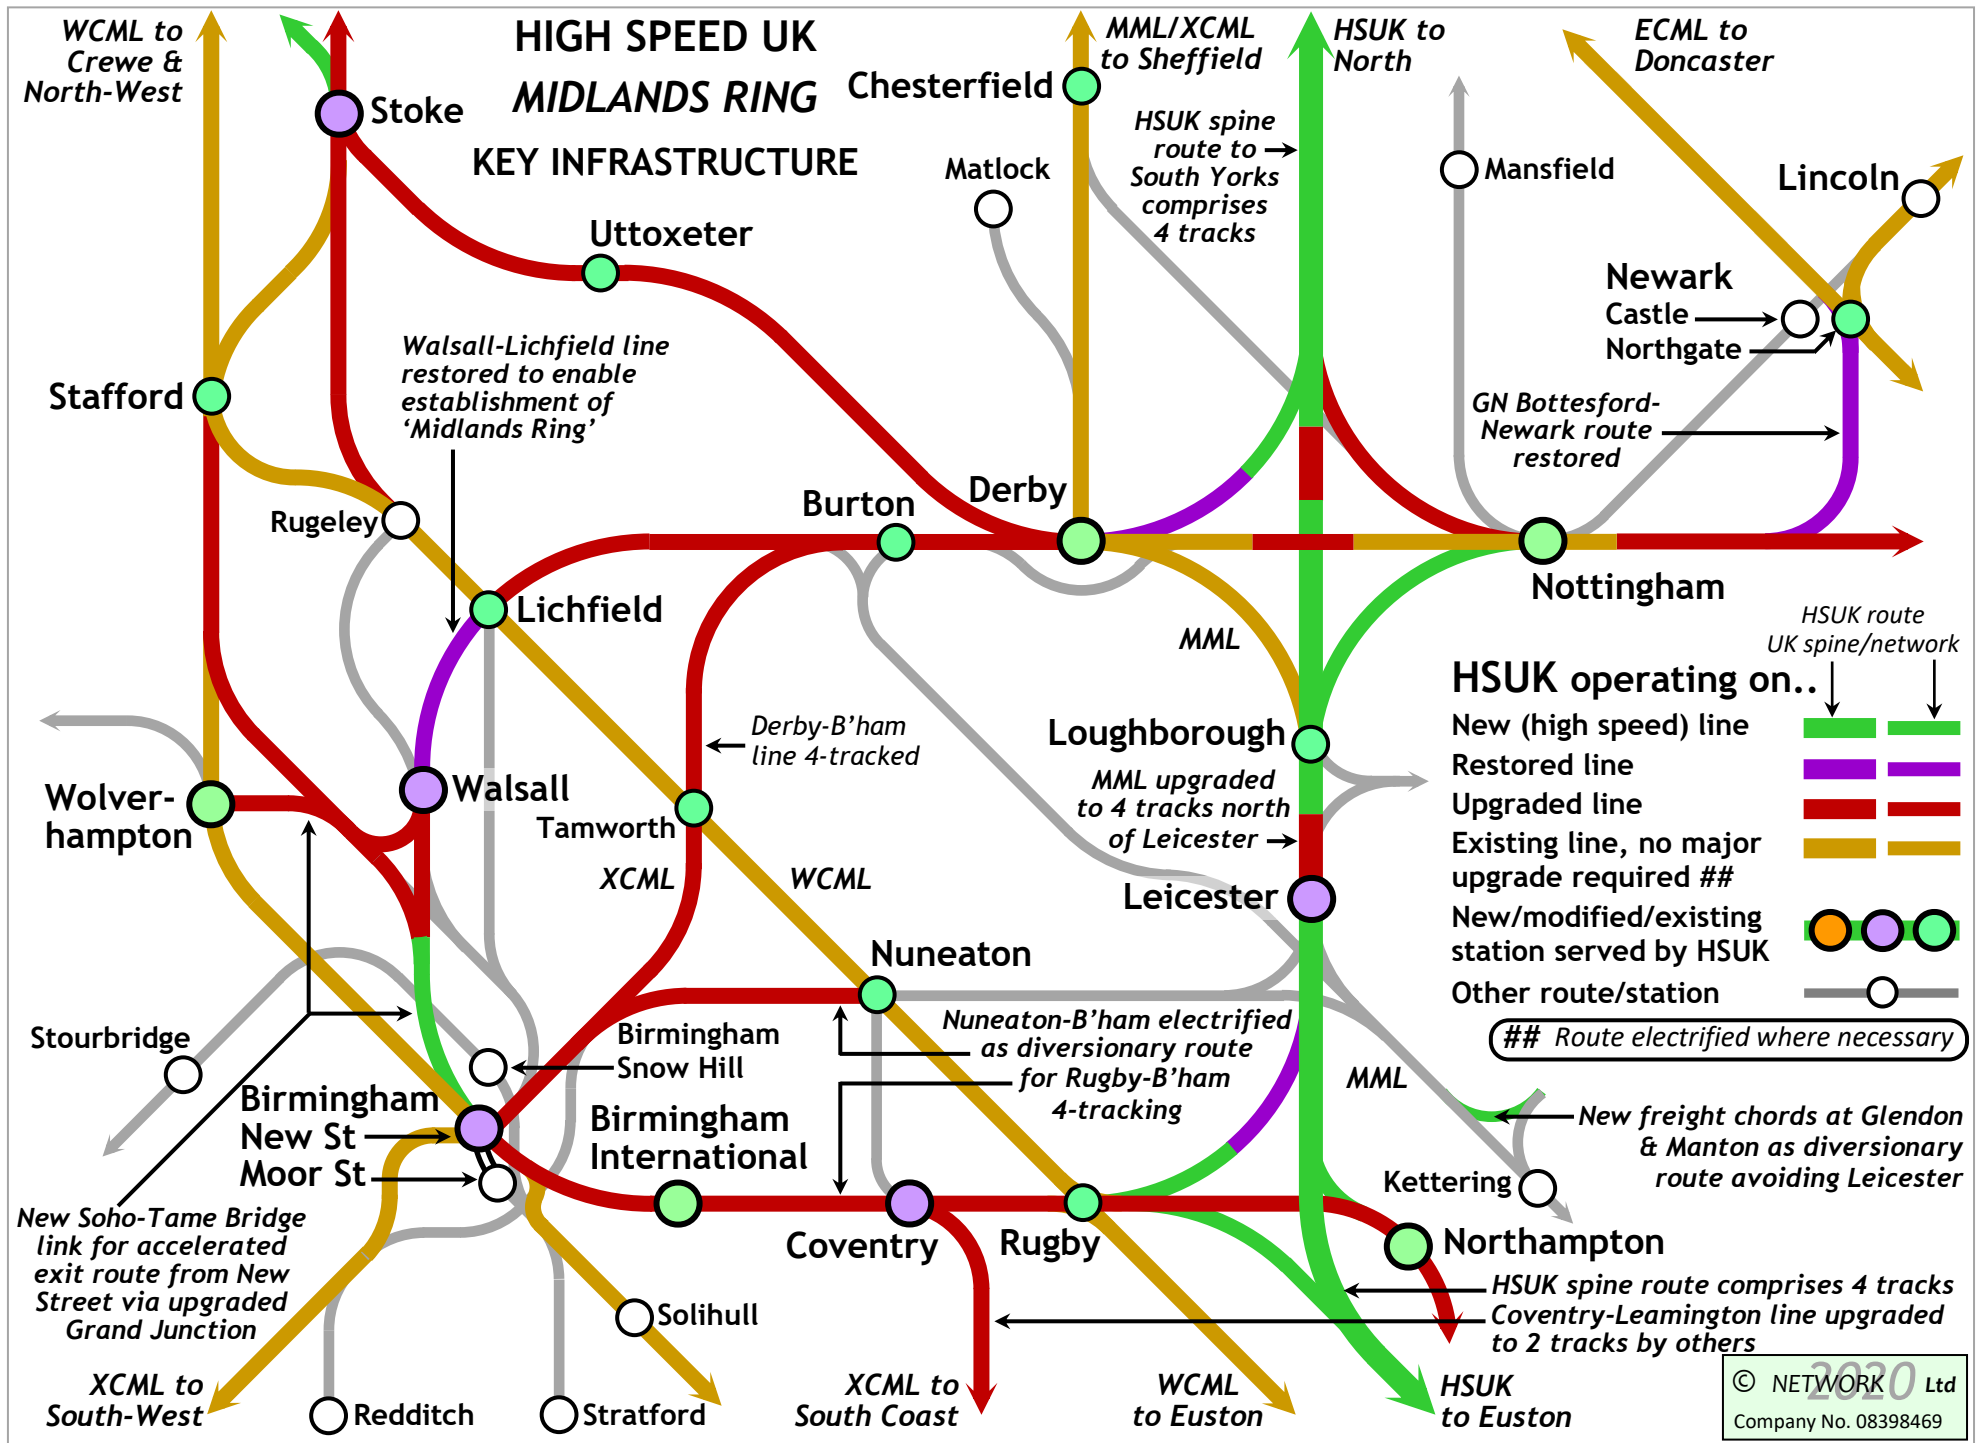 HIGH SPEED UK
MIDLANDS RING
KEY INFRASTRUCTURE
WCML to
Crewe &
North-West
Stoke
MML/XCML
to Sheffield
Chesterfield
HSUK to
North
ECML to
Doncaster
HSUK spine
route to
South Yorks
comprises
4 tracks
Matlock
Mansfield
Lincoln
Uttoxeter
Newark
Castle
Northgate
Walsall-Lichfield line
restored to enable
establishment of
‘Midlands Ring’
Stafford
GN Bottesford-
Newark route
restored
Rugeley
Burton
Derby
Nottingham
Lichfield
MML
HSUK route
UK spine/network
HSUK operating on..
New (high speed) line
Restored line
Upgraded line
Existing line, no major
upgrade required ##
New/modified/existing
station served by HSUK
Other route/station
## Route electrified where necessary
Derby-B’ham
line 4-tracked
Loughborough
MML upgraded
to 4 tracks north
of Leicester
Wolver-
hampton
Walsall
Tamworth
XCML
WCML
Leicester
Nuneaton
Stourbridge
Birmingham
Snow Hill
Nuneaton-B’ham electrified
as diversionary route
for Rugby-B’ham
4-tracking
MML
Birmingham
New St
Moor St
Birmingham
International
New freight chords at Glendon
& Manton as diversionary
route avoiding Leicester
Kettering
New Soho-Tame Bridge
link for accelerated
exit route from New
Street via upgraded
Grand Junction
Coventry
Rugby
Northampton
HSUK spine route comprises 4 tracks
Coventry-Leamington line upgraded
to 2 tracks by others
Solihull
XCML to
South-West
Redditch
Stratford
XCML to
South Coast
WCML
to Euston
HSUK
to Euston
© NETWORK 2020 Ltd
Company No. 08398469